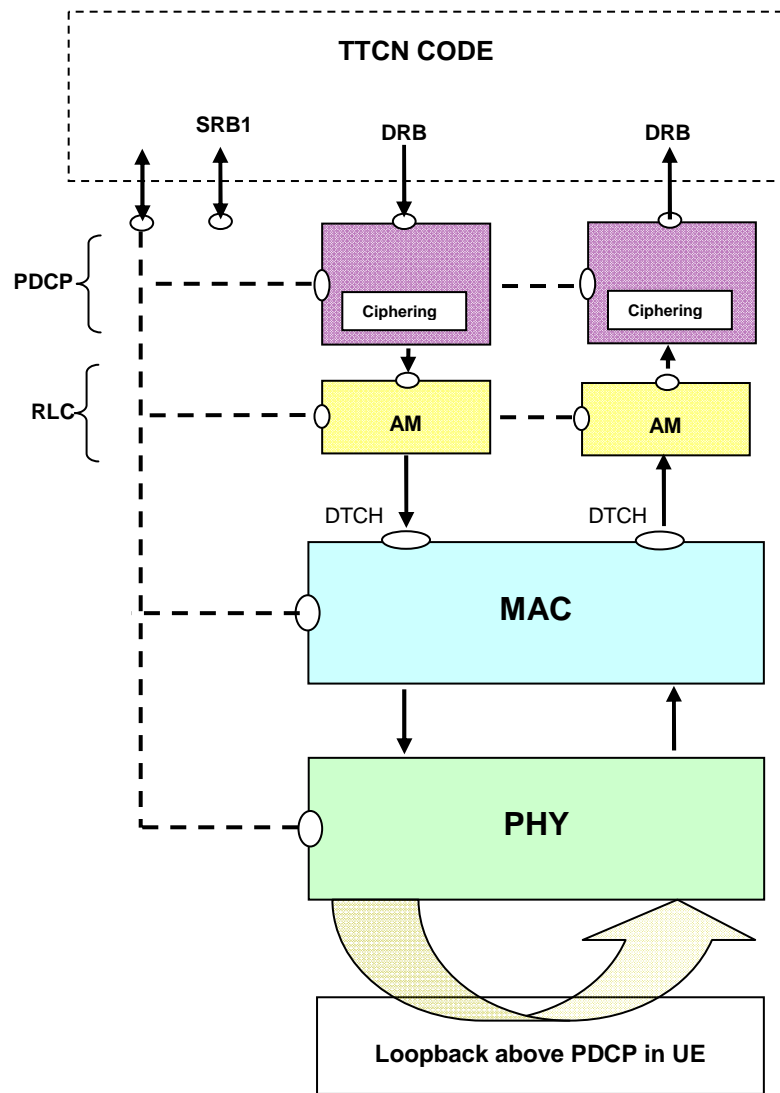 TTCN CODE
SRB1
DRB
DRB
PDCP
Ciphering
Ciphering
RLC
AM
AM
DTCH
DTCH
MAC
PHY
Loopback above PDCP in UE